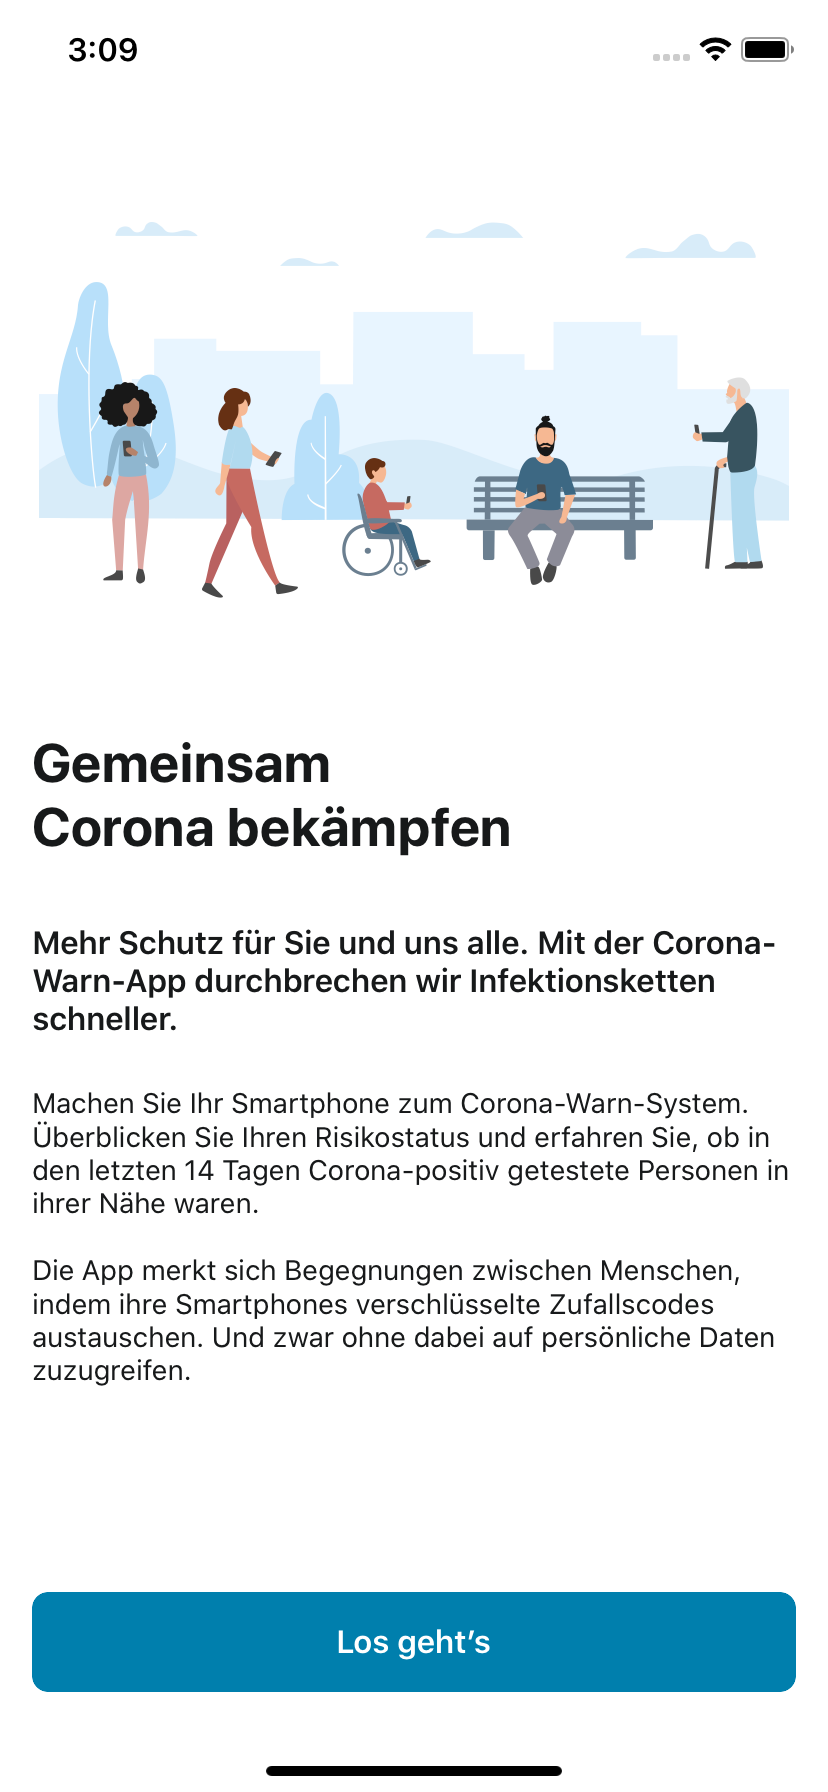 3:09
Gemeinsam
Corona bekämpfen
Mehr Schutz für Sie und uns alle. Mit der Corona-
Warn-App durchbrechen wir Infektionsketten
schneller.
Machen Sie Ihr Smartphone zum Corona-Warn-System.
Überblicken Sie Ihren Risikostatus und erfahren Sie, ob in
den letzten 14 Tagen Corona-positiv getestete Personen in
ihrer Nähe waren.
Die App merkt sich Begegnungen zwischen Menschen,
indem ihre Smartphones verschlüsselte Zufallscodes
austauschen. Und zwar ohne dabei auf persönliche Daten
zuzugreifen.
Los geht’s